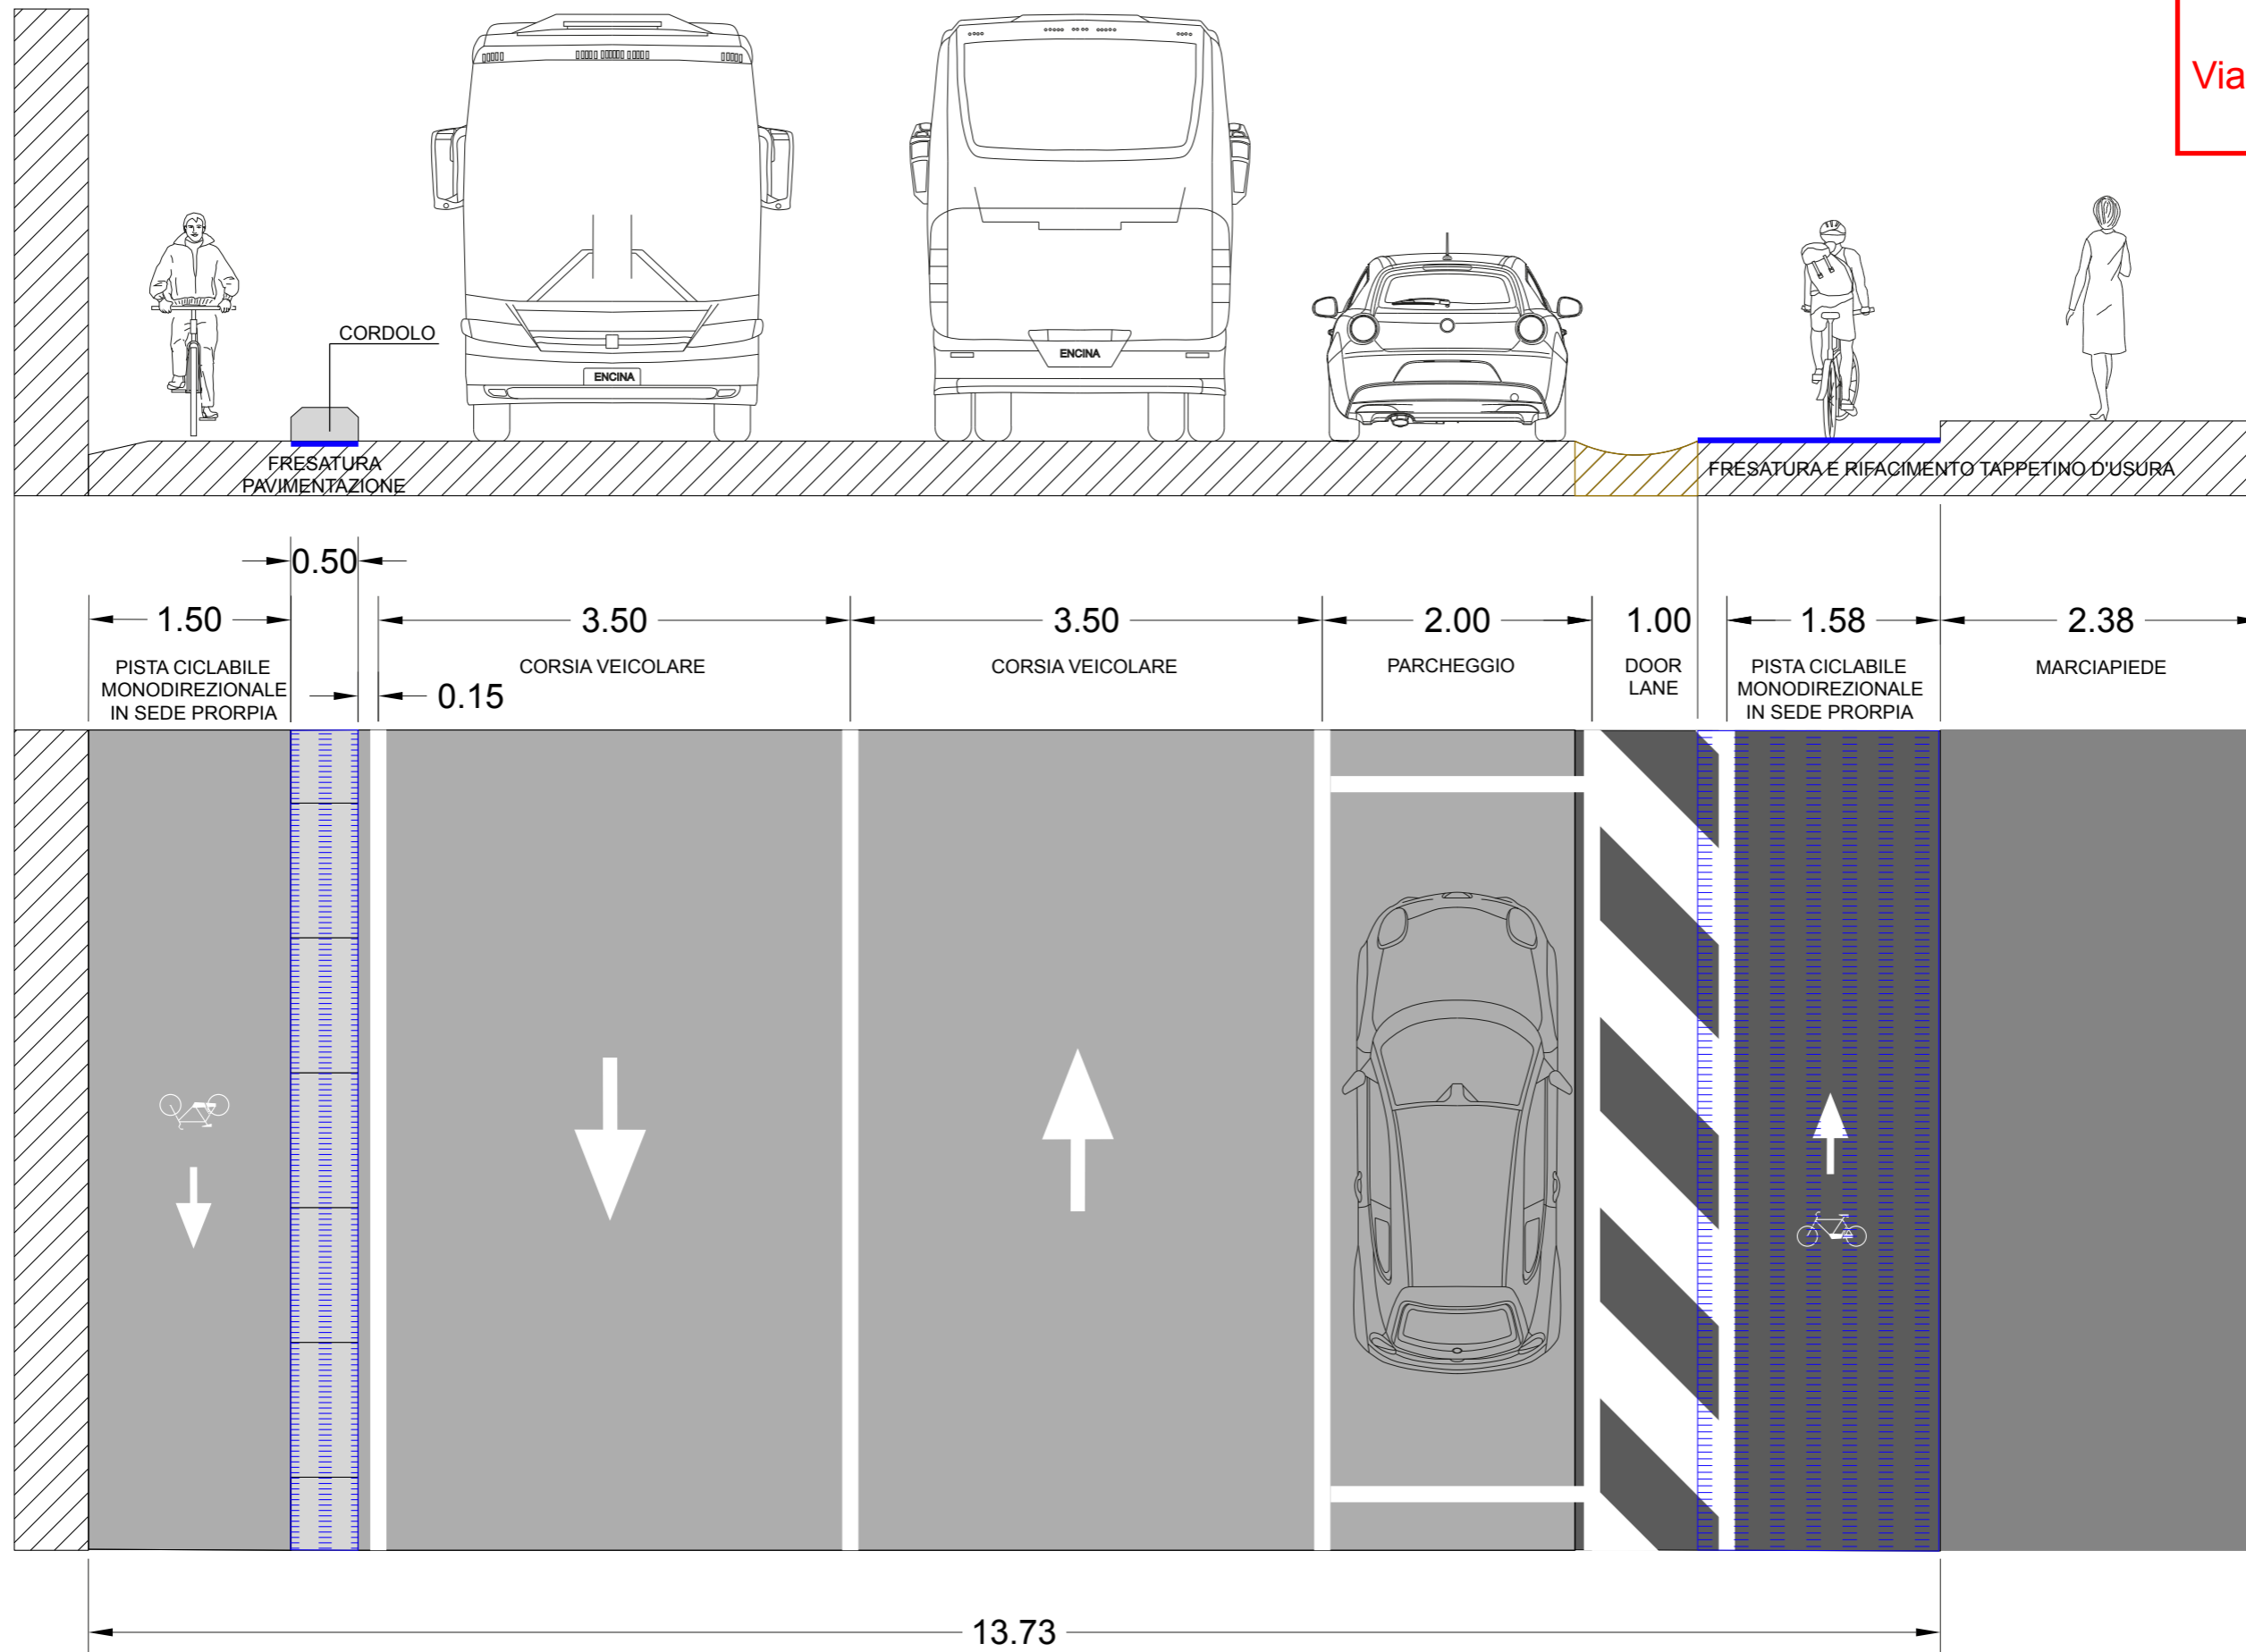 Via
CORDOLO
ENCINA
ENCINA
FRESATURA
PAVIMENTAZIONE
FRESATURA E RIFACIMENTO TAPPETINO D'USURA
0.50
1.50
3.50
3.50
2.00
1.00
1.58
2.38
PISTA CICLABILE
MONODIREZIONALE
IN SEDE PRORPIA
0.15
CORSIA VEICOLARE
CORSIA VEICOLARE
PARCHEGGIO
DOOR
LANE
PISTA CICLABILE
MONODIREZIONALE
IN SEDE PRORPIA
MARCIAPIEDE
13.73